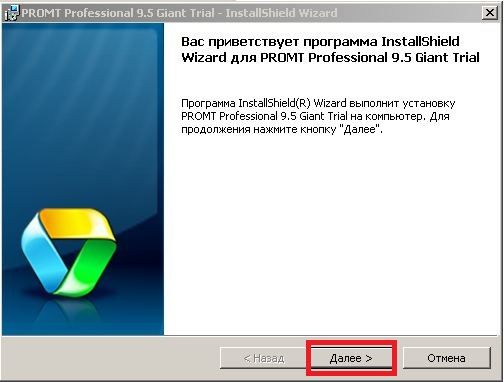 PROMT Professional 9.5 Giant Trial - InstallShield Wizard
Вас приветствует программа InstallShield
Wizard для PROMT Professional 9.5 Giant Trial
Программа InstallShield(R) Wizard выполнит установку
PROMT Professional 9.5 Giant Trial на компьютер. Для
продолжения нажмите кнопку "Далее".
< Назад
Далее >
Отмена